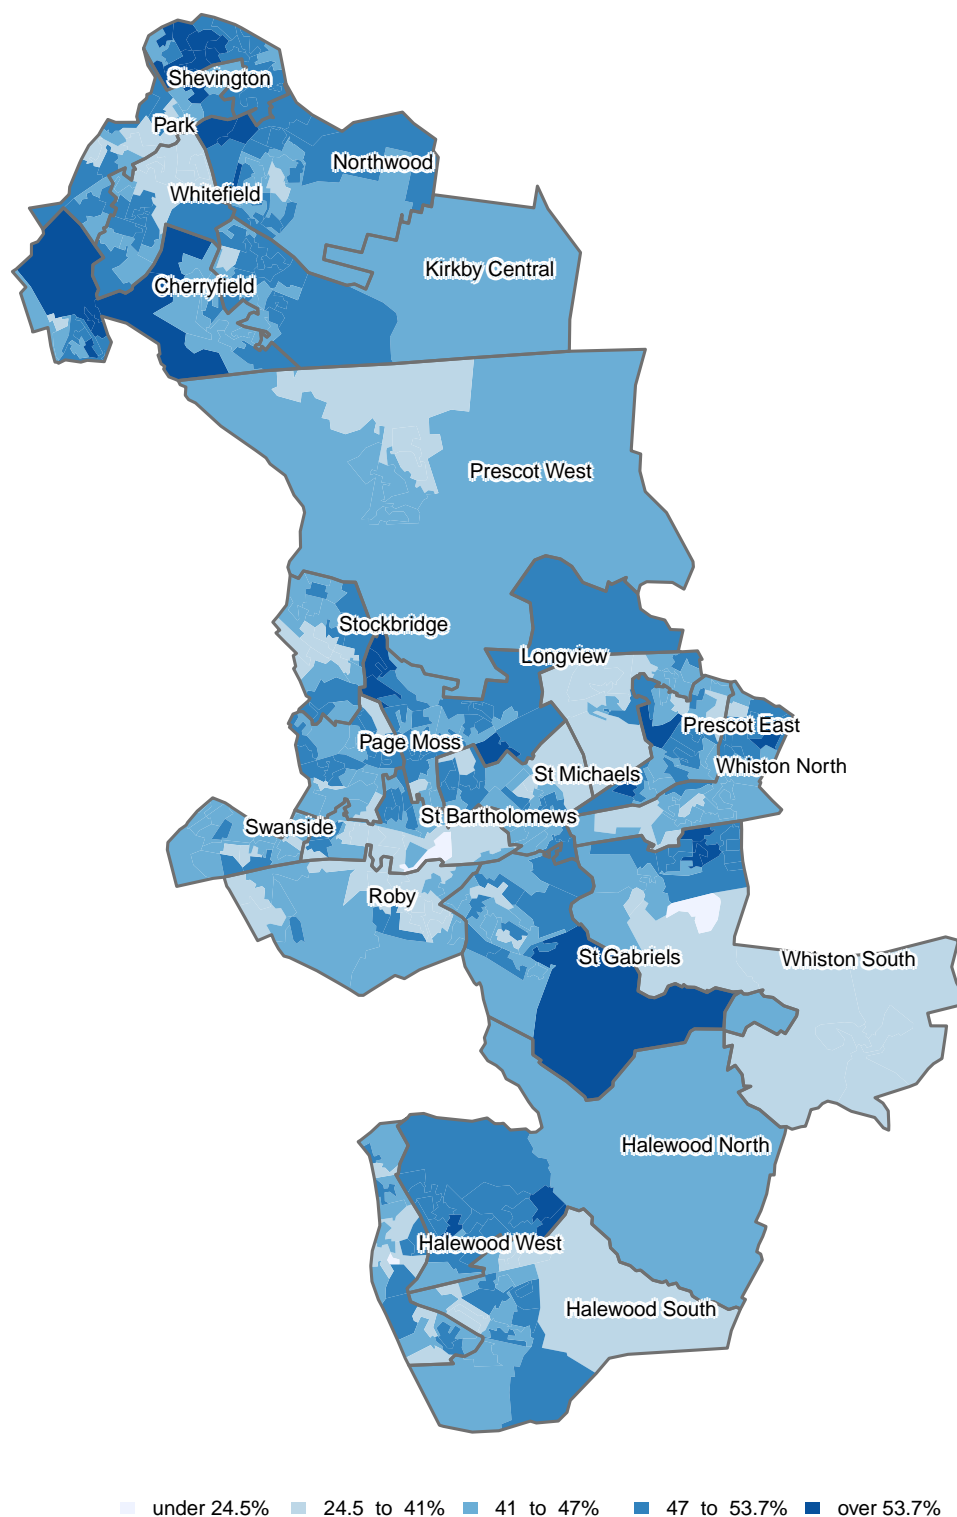 Shevington
Park
Northwood
Whitefield
Kirkby Central
Cherryfield
Prescot West
Stockbridge
Longview
Prescot East
Page Moss
Whiston North
St Michaels
St Bartholomews
Swanside
Roby
St Gabriels
Whiston South
Halewood North
Halewood West
Halewood South
under 24.5% 24.5 to 41% 41 to 47% 47 to 53.7% over 53.7%